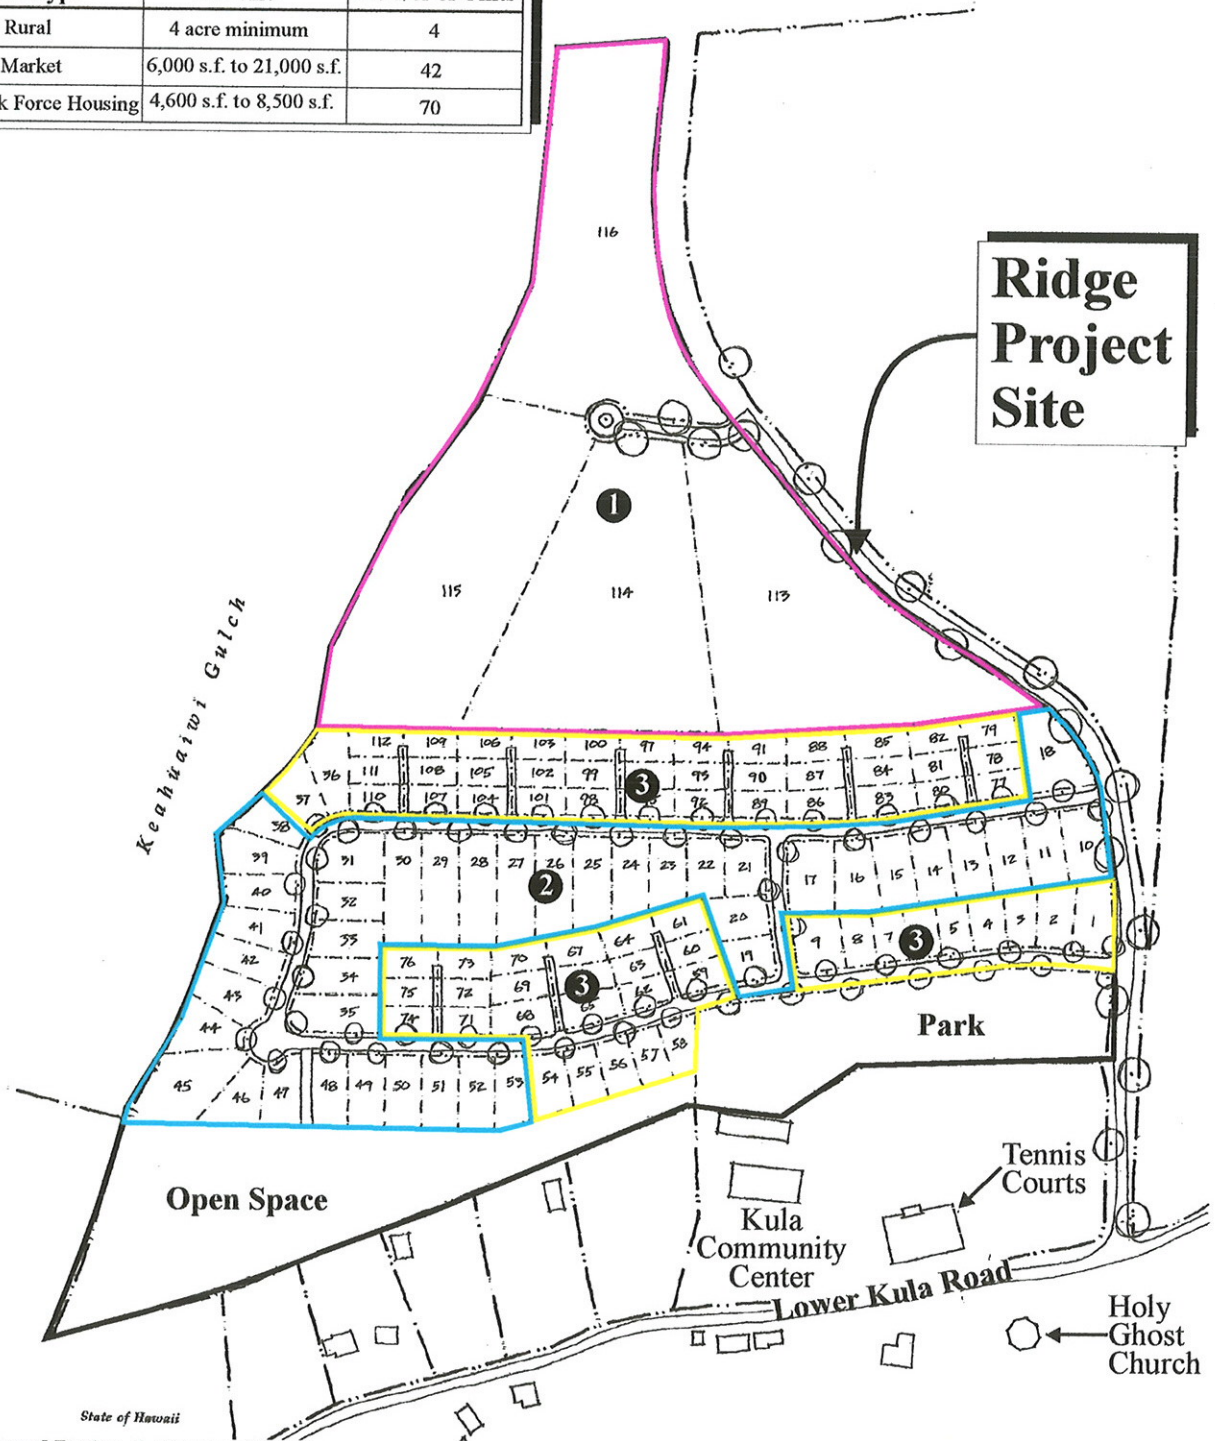 Rural 4 acre minimum 4
Market 6,000 s.f. to 21,000 s.f. 42
k Force Housing 4,600 s.f. to 8,500 s.f. 70
116
Ridge
Project
Site
1
115 114 113
Keahuaiwi Gulch
112 109 106 103 100 97 94 91 88 85 82 79
36 111 108 105 102 99 3 93 90 87 84 81 78 18
37 110 107 104 101 98 92 89 86 83 80 77
38
39 31 30 29 28 27 26 25 24 23 22 21 17 16 15 14 13 12 11 10
40 2
32
41 33 20 61 9 8 7 3 5 4 3 2 1
42 34 76 73 70 67 64 60 19
43 75 72 69 3 63 59
44 35 74 71 68 62
45 46 47 48 49 50 51 52 53 54 55 56 57 58
Park
Open Space
Tennis
Courts
Kula
Community
Center
Lower Kula Road
Holy
Ghost
Church
State of Hawaii